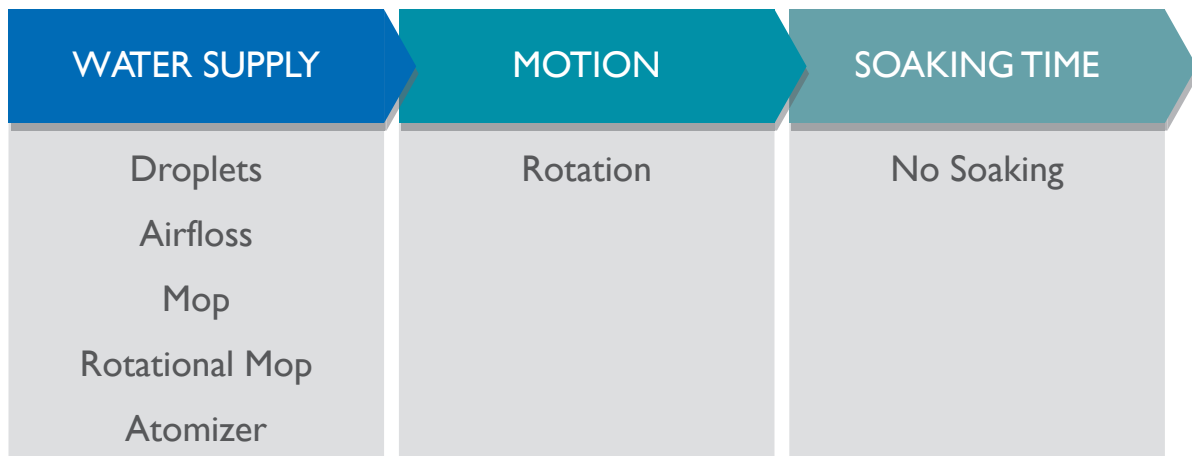 WATER SUPPLY
Droplets
Airfloss
Mop
Rotational Mop
Atomizer
MOTION
Rotation
SOAKING TIME
No Soaking